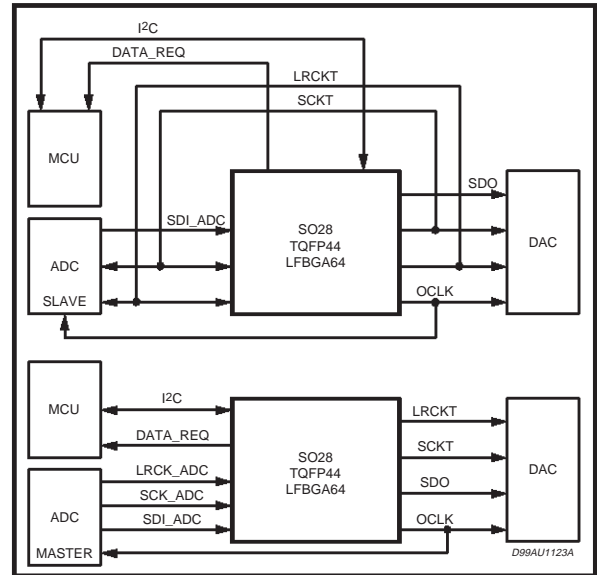 I²C
DATA_REQ
LRCKT
SCKT
MCU
SDO
SDI_ADC
SO28
TQFP44
LFBGA64
DAC
ADC
SLAVE
OCLK
MCU
I²C
LRCKT
DATA_REQ
SO28
TQFP44
LFBGA64
SCKT
DAC
LRCK_ADC
SCK_ADC
SDO
ADC
SDI_ADC
OCLK
MASTER
D99AU1123A